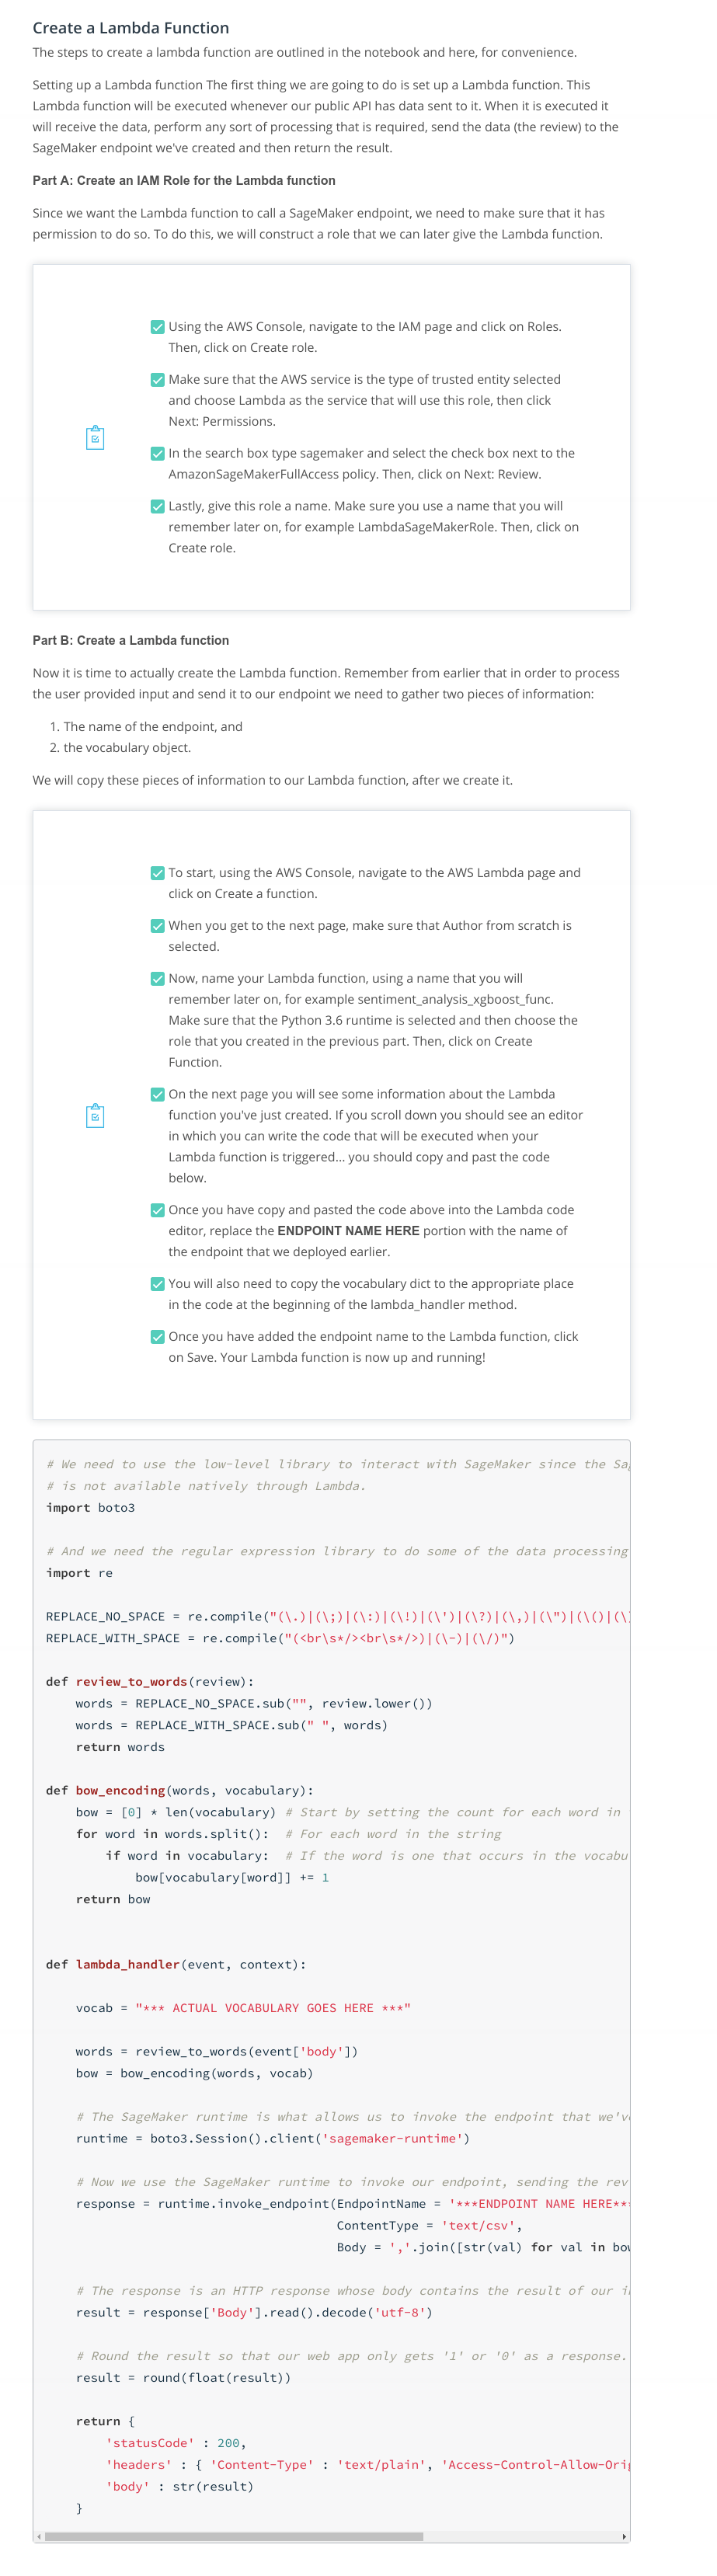 Create a Lambda Function
The steps to create a lambda function are outlined in the notebook and here, for convenience.
Setting up a Lambda function The first thing we are going to do is set up a Lambda function. This
Lambda function will be executed whenever our public API has data sent to it. When it is executed it
will receive the data, perform any sort of processing that is required, send the data (the review) to the
SageMaker endpoint we've created and then return the result.
Part A: Create an IAM Role for the Lambda function
Since we want the Lambda function to call a SageMaker endpoint, we need to make sure that it has
permission to do so. To do this, we will construct a role that we can later give the Lambda function.
Using the AWS Console, navigate to the IAM page and click on Roles.
Then, click on Create role.
Make sure that the AWS service is the type of trusted entity selected
and choose Lambda as the service that will use this role, then click
Next: Permissions.
In the search box type sagemaker and select the check box next to the
AmazonSageMakerFullAccess policy. Then, click on Next: Review.
Lastly, give this role a name. Make sure you use a name that you will
remember later on, for example LambdaSageMakerRole. Then, click on
Create role.
Part B: Create a Lambda function
Now it is time to actually create the Lambda function. Remember from earlier that in order to process
the user provided input and send it to our endpoint we need to gather two pieces of information:
1. The name of the endpoint, and
2. the vocabulary object.
We will copy these pieces of information to our Lambda function, after we create it.
To start, using the AWS Console, navigate to the AWS Lambda page and
click on Create a function.
When you get to the next page, make sure that Author from scratch is
selected.
Now, name your Lambda function, using a name that you will
remember later on, for example sentiment_analysis_xgboost_func.
Make sure that the Python 3.6 runtime is selected and then choose the
role that you created in the previous part. Then, click on Create
Function.
On the next page you will see some information about the Lambda
function you've just created. If you scroll down you should see an editor
in which you can write the code that will be executed when your
Lambda function is triggered... you should copy and past the code
below.
Once you have copy and pasted the code above into the Lambda code
editor, replace the ENDPOINT NAME HERE portion with the name of
the endpoint that we deployed earlier.
You will also need to copy the vocabulary dict to the appropriate place
in the code at the beginning of the lambda_handler method.
Once you have added the endpoint name to the Lambda function, click
on Save. Your Lambda function is now up and running!
# We need to use the low-level library to interact with SageMaker since the Sag
# is not available natively through Lambda.
import boto3
# And we need the regular expression library to do some of the data processing
import re
REPLACE_NO_SPACE = re.compile("(\.)|(\;)|(\:)|(\!)|(\')|(\?)|(\,)|(\")|(\()|(\)
REPLACE_WITH_SPACE = re.compile("(<br\s*/><br\s*/>)|(\-)|(\/)")
def review_to_words(review):
    words = REPLACE_NO_SPACE.sub("", review.lower())
    words = REPLACE_WITH_SPACE.sub(" ", words)
    return words
def bow_encoding(words, vocabulary):
    bow = [0] * len(vocabulary) # Start by setting the count for each word in
    for word in words.split():  # For each word in the string
        if word in vocabulary:  # If the word is one that occurs in the vocabu
            bow[vocabulary[word]] += 1
    return bow
def lambda_handler(event, context):
    vocab = "*** ACTUAL VOCABULARY GOES HERE ***"
    words = review_to_words(event['body'])
    bow = bow_encoding(words, vocab)
    # The SageMaker runtime is what allows us to invoke the endpoint that we'v
    runtime = boto3.Session().client('sagemaker-runtime')
    # Now we use the SageMaker runtime to invoke our endpoint, sending the rev
    response = runtime.invoke_endpoint(EndpointName = '***ENDPOINT NAME HERE***
                                       ContentType = 'text/csv',
                                       Body = ','.join([str(val) for val in bow
    # The response is an HTTP response whose body contains the result of our i
    result = response['Body'].read().decode('utf-8')
    # Round the result so that our web app only gets '1' or '0' as a response.
    result = round(float(result))
    return {
        'statusCode' : 200,
        'headers' : { 'Content-Type' : 'text/plain', 'Access-Control-Allow-Orig
        'body' : str(result)
    }